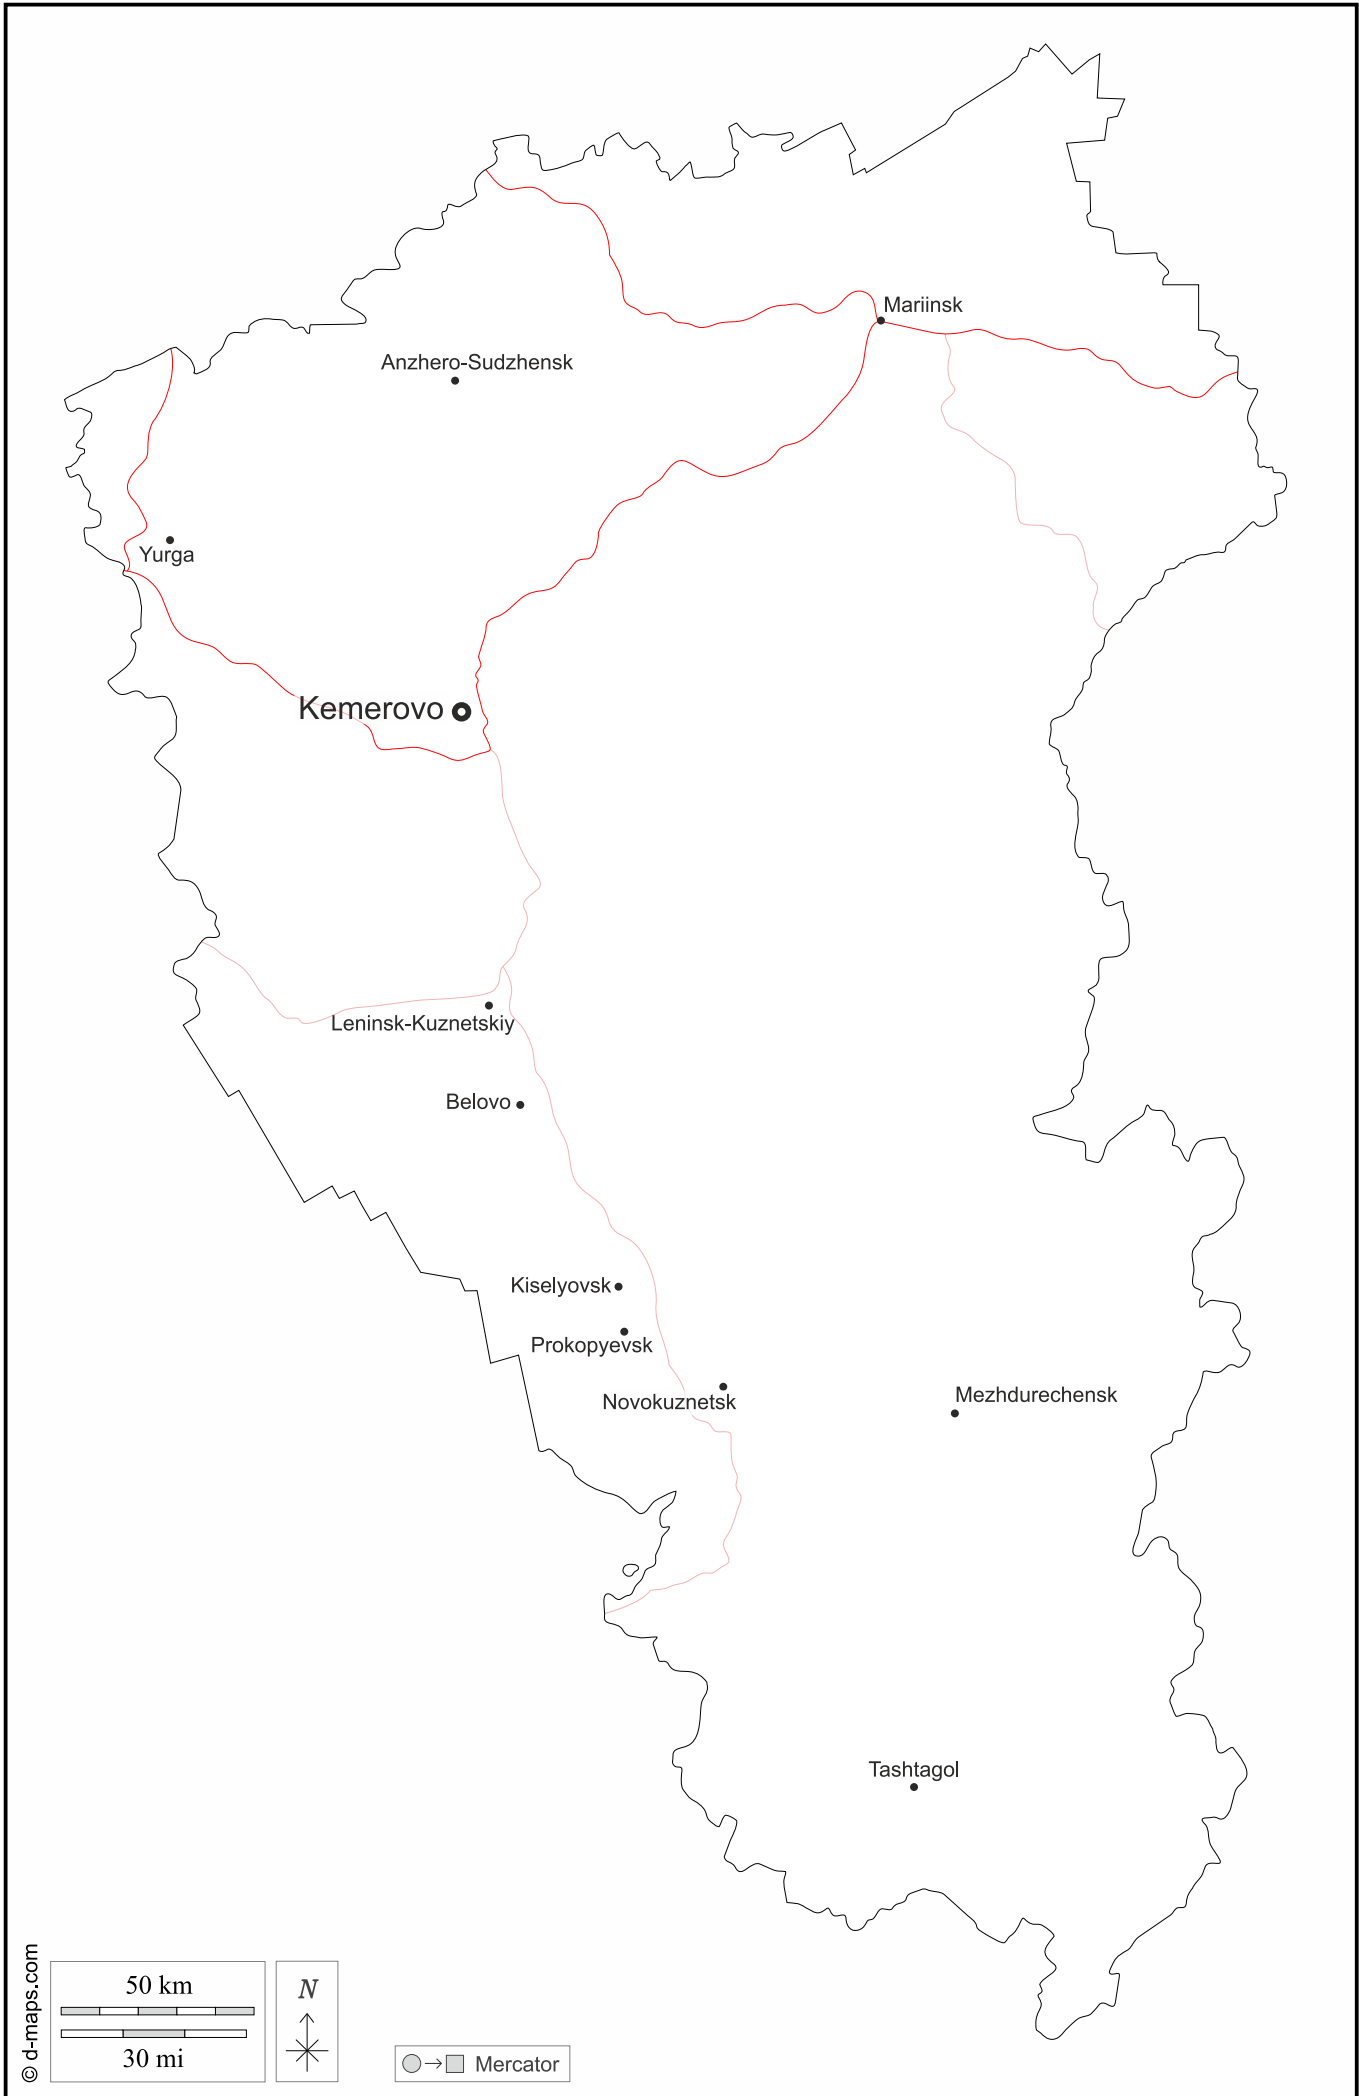 Mariinsk
Anzhero-Sudzhensk
Yurga
Kemerovo
Leninsk-Kuznetskiy
Belovo
Kiselyovsk
Prokopyevsk
Novokuznetsk
Mezhdurechensk
Tashtagol
© d-maps.com
50 km
30 mi
N
Mercator